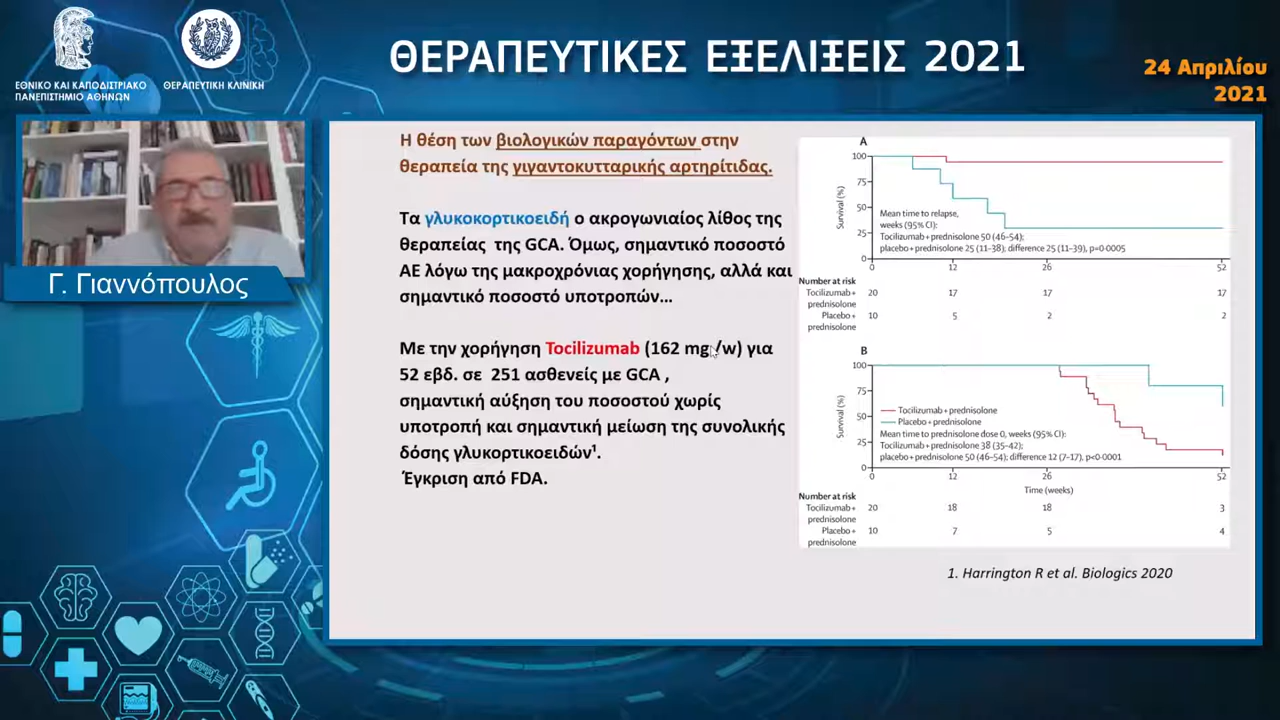 ΕΘΝΙΚΟ ΚΑΙ ΚΑΠΟΔΙΣΤΡΙΑΚΟ
ΠΑΝΕΠΙΣΤΗΜΙΟ ΑΘΗΝΩΝ
ΘΕΡΑΠΕΥΤΙΚΗ ΚΛΙΝΙΚΗ
ΘΕΡΑΠΕΥΤΙΚΕΣ ΕΞΕΛΙΞΕΙΣ 2021
24 Απριλίου
2021
Γ. Γιαννόπουλος
Η θέση των βιολογικών παραγόντων στην
θεραπεία της γιγαντοκυτταρικής αρτηρίτιδας.
Τα γλυκοκορτικοειδή ο ακρογωνιαίος λίθος της
θεραπείας της GCA. Όμως, σημαντικό ποσοστό
ΑΕ λόγω της μακροχρόνιας χορήγησης, αλλά και
σημαντικό ποσοστό υποτροπών...
Με την χορήγηση Tocilizumab (162 mg/w) για
52 εβδ. σε 251 ασθενείς με GCA ,
σημαντική αύξηση του ποσοστού χωρίς
υποτροπή και σημαντική μείωση της συνολικής
δόσης γλυκορτικοειδών¹.
Έγκριση από FDA.
A
Survival (%)
100
75
50
25
0
Mean time to relapse,
weeks (95% CI):
Tocilizumab + prednisolone 50 (46–54);
placebo + prednisolone 25 (11–38); difference 25 (11–39), p=0·0005
0 12 26 52
Number at risk
Tocilizumab + 20 17 17 17
prednisolone
Placebo + 10 5 2 2
prednisolone
B
Survival (%)
100
75
50
25
0
Tocilizumab + prednisolone
Placebo + prednisolone
Mean time to prednisolone dose 0, weeks (95% CI):
Tocilizumab + prednisolone 38 (35–42);
placebo + prednisolone 50 (46–54); difference 12 (7–17), p<0·0001
0 12 26 52
Time (weeks)
Number at risk
Tocilizumab + 20 18 18 3
prednisolone
Placebo + 10 7 5 4
prednisolone
1. Harrington R et al. Biologics 2020